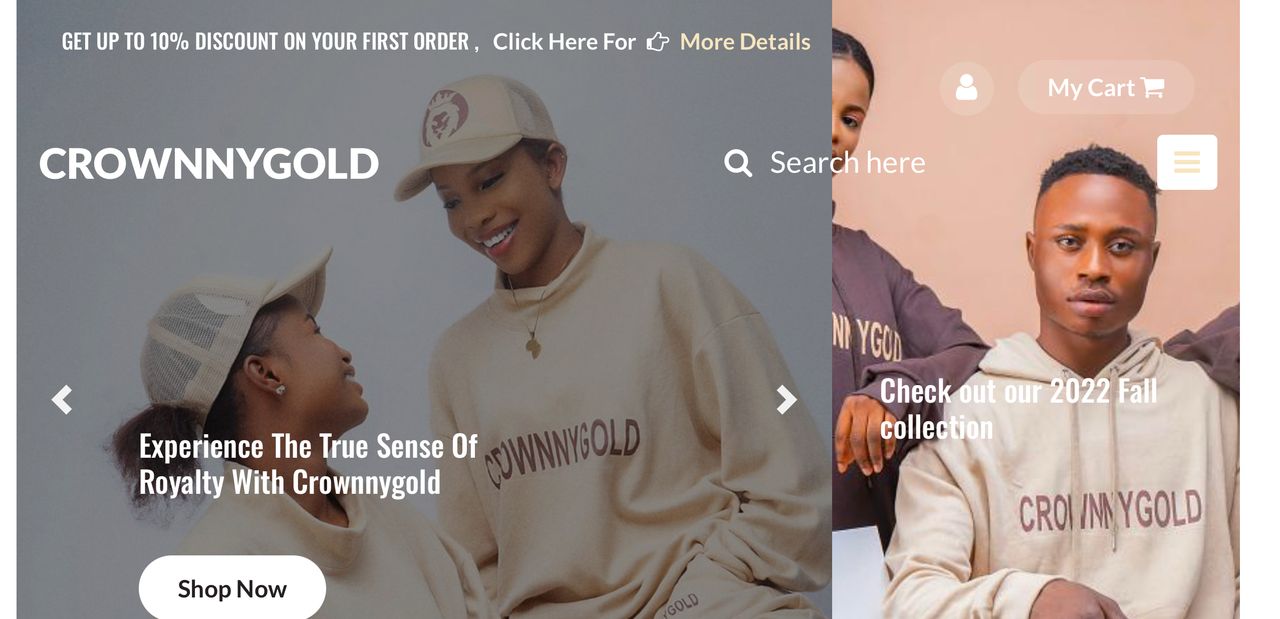 GET UP TO 10% DISCOUNT ON YOUR FIRST ORDER , Click Here For More Details
My Cart
CROWNNYGOLD
Search here
Experience The True Sense Of
Royalty With Crownnygold
Shop Now
CROWNNYGOLD
NYGOLD
Check out our 2022 Fall
collection
CROWNNYGOLD